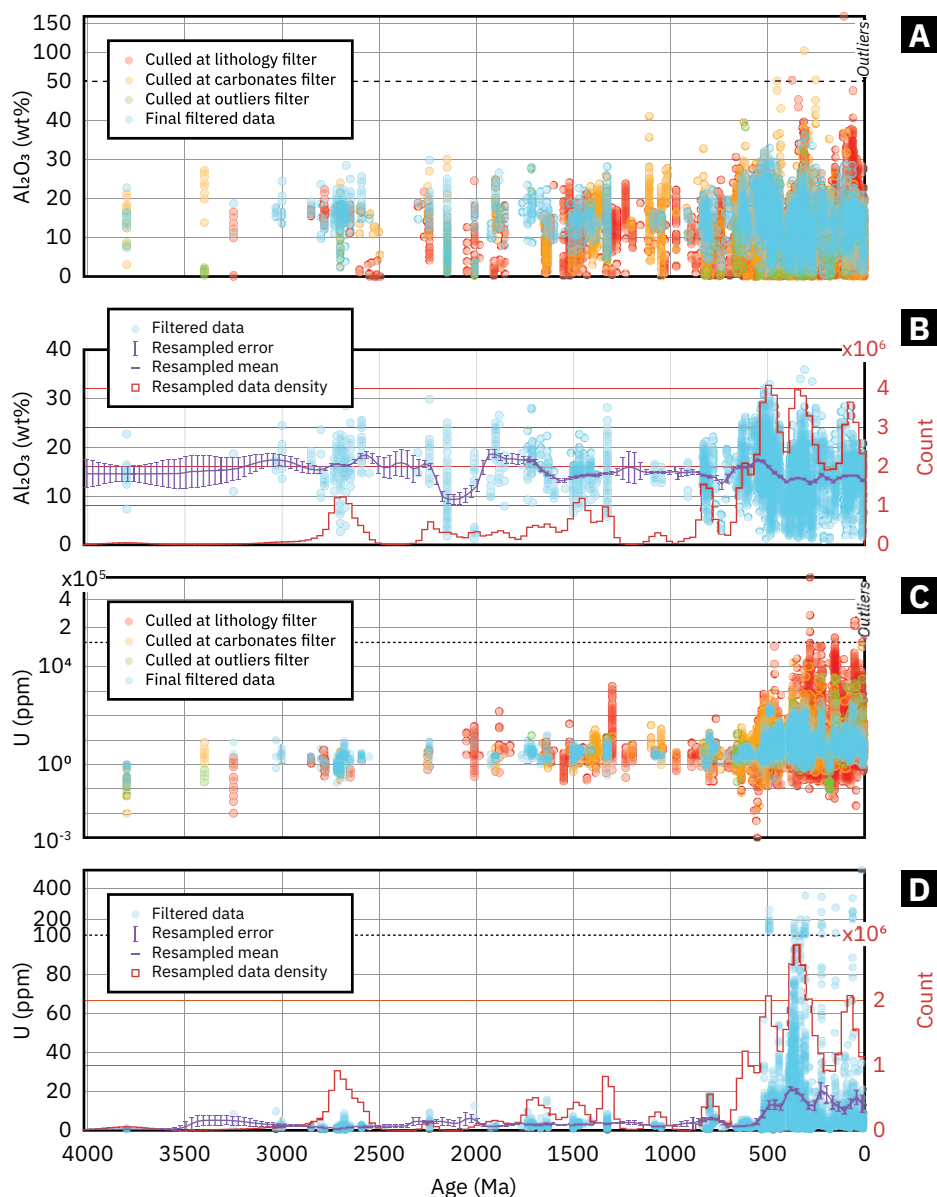 A
150
100
50
40
30
20
10
0
Al₂O₃ (wt%)
Outliers
Culled at lithology filter
Culled at carbonates filter
Culled at outliers filter
Final filtered data
B
Filtered data
Resampled error
Resampled mean
Resampled data density
40
30
20
10
0
Al₂O₃ (wt%)
x10⁶
4
3
2
1
0
Count
C
x10⁵
4
2
10⁴
10⁰
10⁻³
U (ppm)
Outliers
Culled at lithology filter
Culled at carbonates filter
Culled at outliers filter
Final filtered data
D
Filtered data
Resampled error
Resampled mean
Resampled data density
400
200
100
80
60
40
20
0
U (ppm)
x10⁶
2
1
0
Count
4000 3500 3000 2500 2000 1500 1000 500 0
Age (Ma)